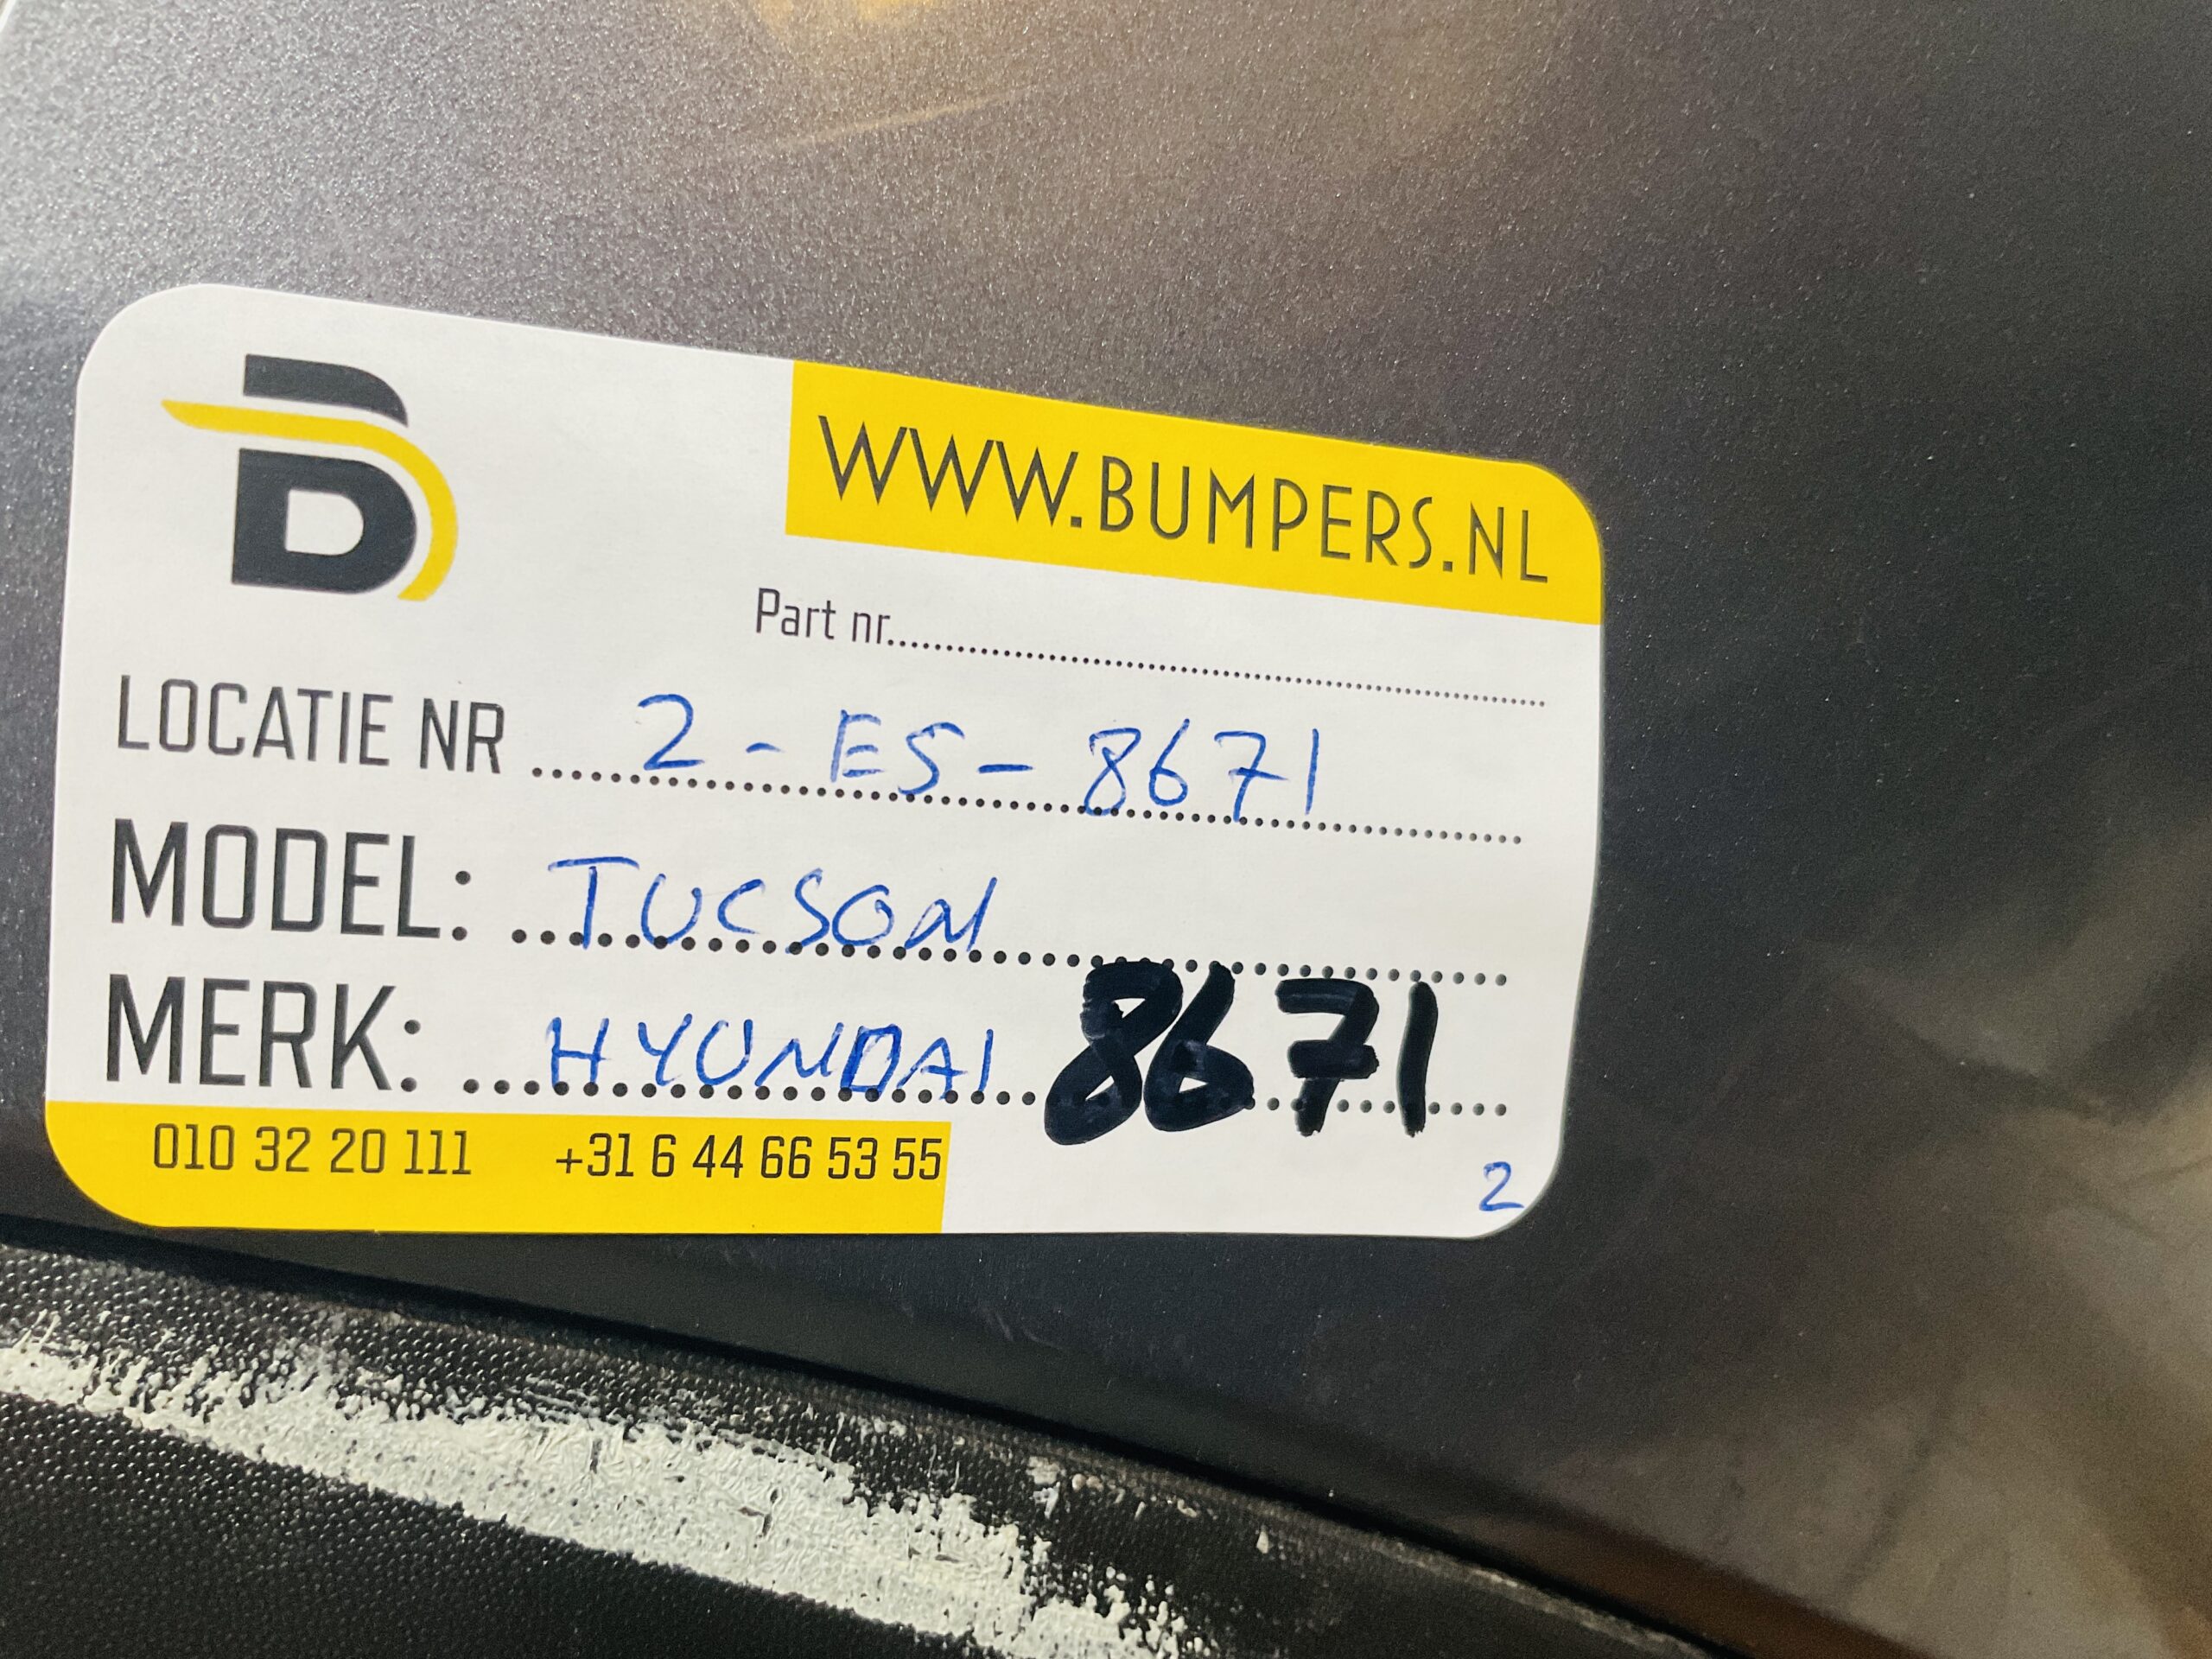 B
WWW.BUMPERS.NL
Part nr......
LOCATIE NR ... 2 - ES - 8671
MODEL: ... TUCSON
MERK: ... HYUNDAI 8671
010 32 20 111 +31 6 44 66 53 55
2